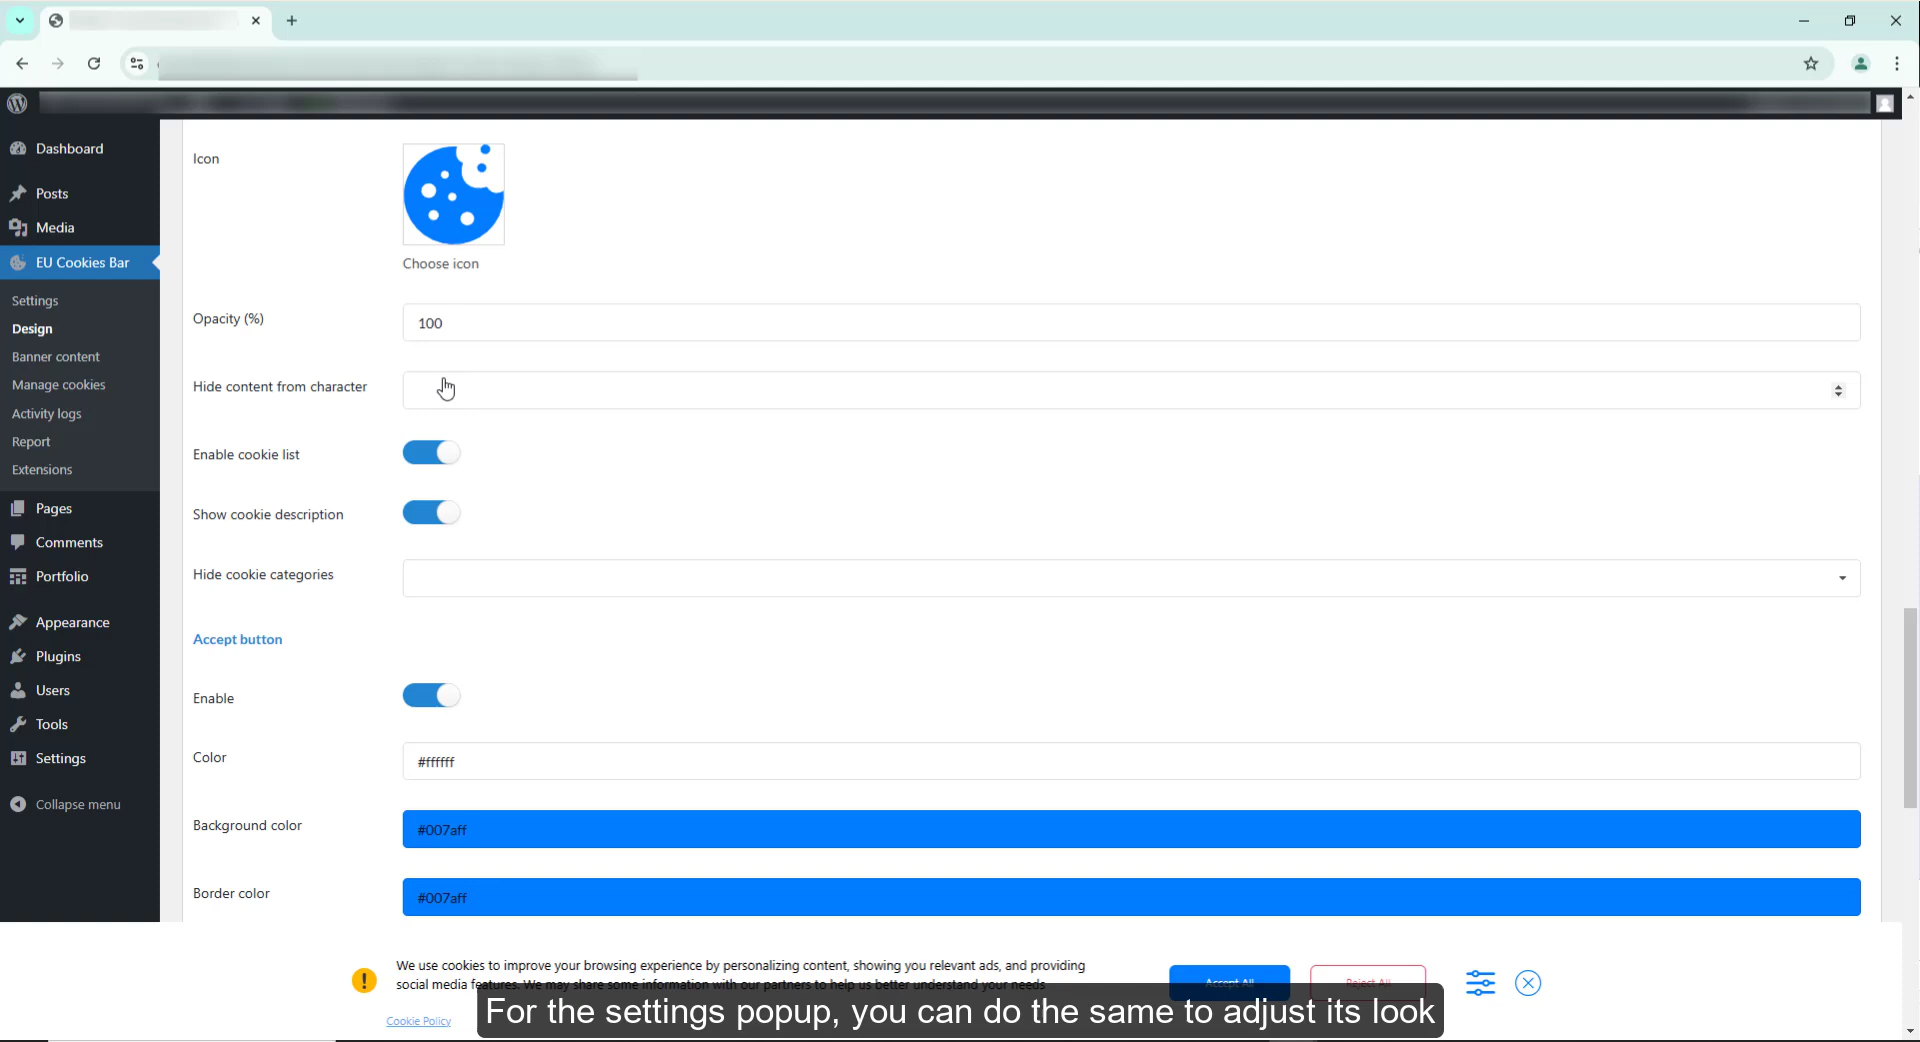 Dashboard
Posts
Media
EU Cookies Bar
Settings
Design
Banner content
Manage cookies
Activity logs
Report
Extensions
Pages
Comments
Portfolio
Appearance
Plugins
Users
Tools
Settings
Collapse menu
Icon
Choose icon
Opacity (%)
100
Hide content from character
Enable cookie list
Show cookie description
Hide cookie categories
Accept button
Enable
Color
#ffffff
Background color
#007aff
Border color
#007aff
We use cookies to improve your browsing experience by personalizing content, showing you relevant ads, and providing
social media features. We may share some information with our partners to help us better understand your needs
Cookie Policy
Accept All
Reject All
For the settings popup, you can do the same to adjust its look